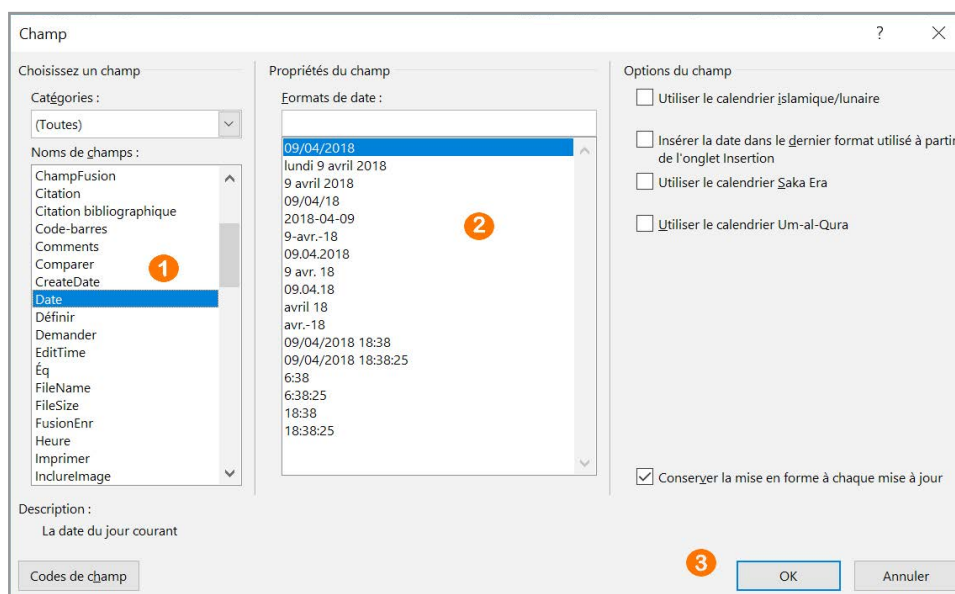 Champ
?
Choisissez un champ
Catégories :
(Toutes)
Noms de champs :
ChampFusion
Citation
Citation bibliographique
Code-barres
Comments
Comparer
CreateDate
Date
Définir
Demander
EditTime
Éq
FileName
FileSize
FusionEnr
Heure
Imprimer
InclureImage
1
Propriétés du champ
Formats de date :
09/04/2018
lundi 9 avril 2018
9 avril 2018
09/04/18
2018-04-09
9-avr.-18
09.04.2018
9 avr. 18
09.04.18
avril 18
avr.-18
09/04/2018 18:38
09/04/2018 18:38:25
6:38
6:38:25
18:38
18:38:25
2
Options du champ
Utiliser le calendrier islamique/lunaire
Insérer la date dans le dernier format utilisé à partir
de l'onglet Insertion
Utiliser le calendrier Saka Era
Utiliser le calendrier Um-al-Qura
Conserver la mise en forme à chaque mise à jour
Description :
La date du jour courant
Codes de champ
3
OK
Annuler